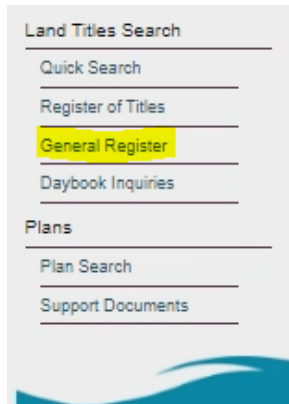 Land Titles Search
Quick Search
Register of Titles
General Register
Daybook Inquiries
Plans
Plan Search
Support Documents